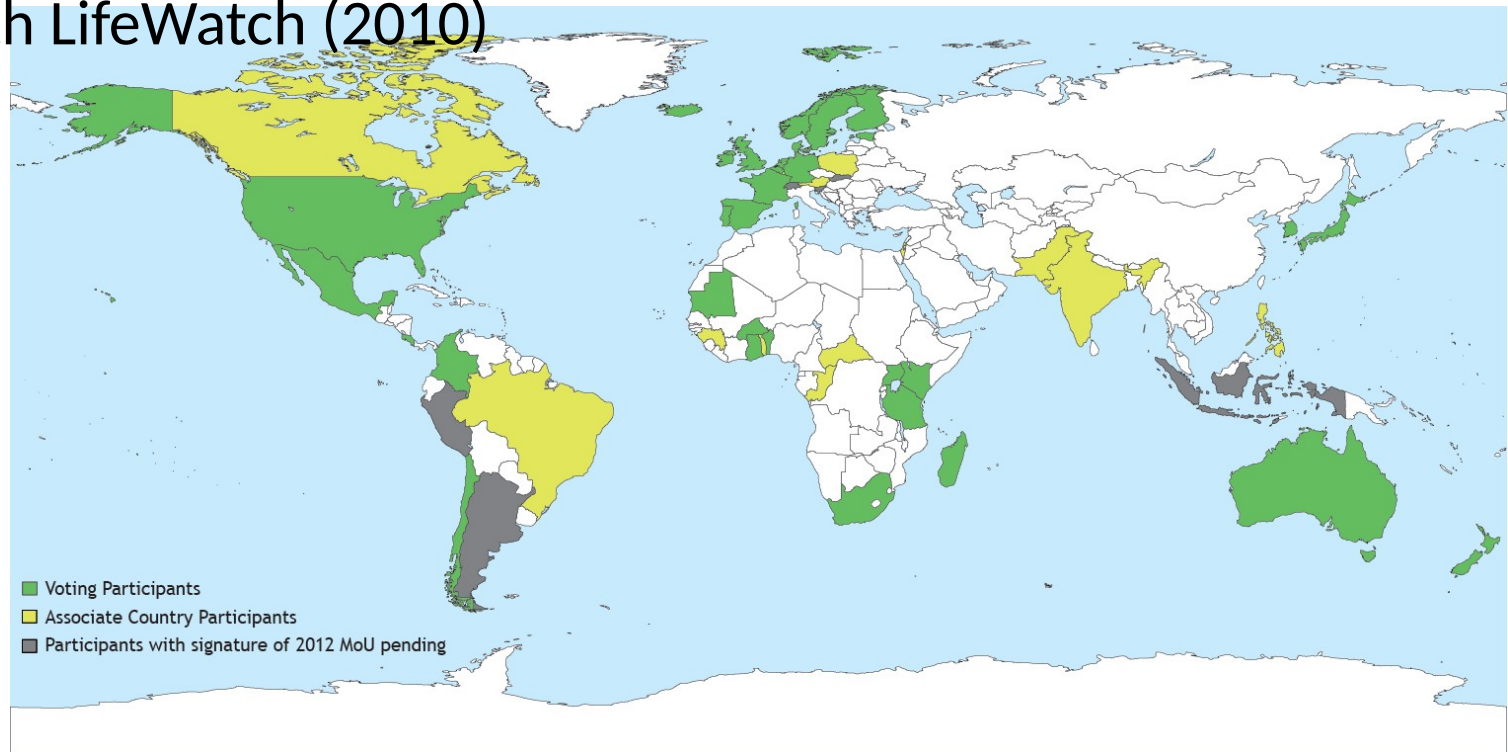 h LifeWatch (2010)
Voting Participants
Associate Country Participants
Participants with signature of 2012 MoU pending